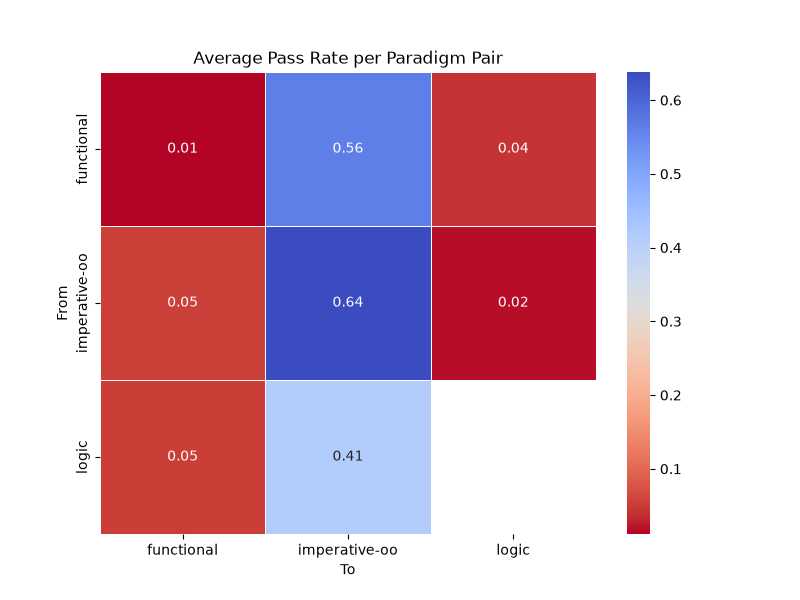 Average Pass Rate per Paradigm Pair
functional
0.01
0.56
0.04
0.6
0.5
From
imperative-oo
0.05
0.64
0.02
0.4
0.3
logic
0.05
0.41
0.2
0.1
functional
imperative-oo
logic
To